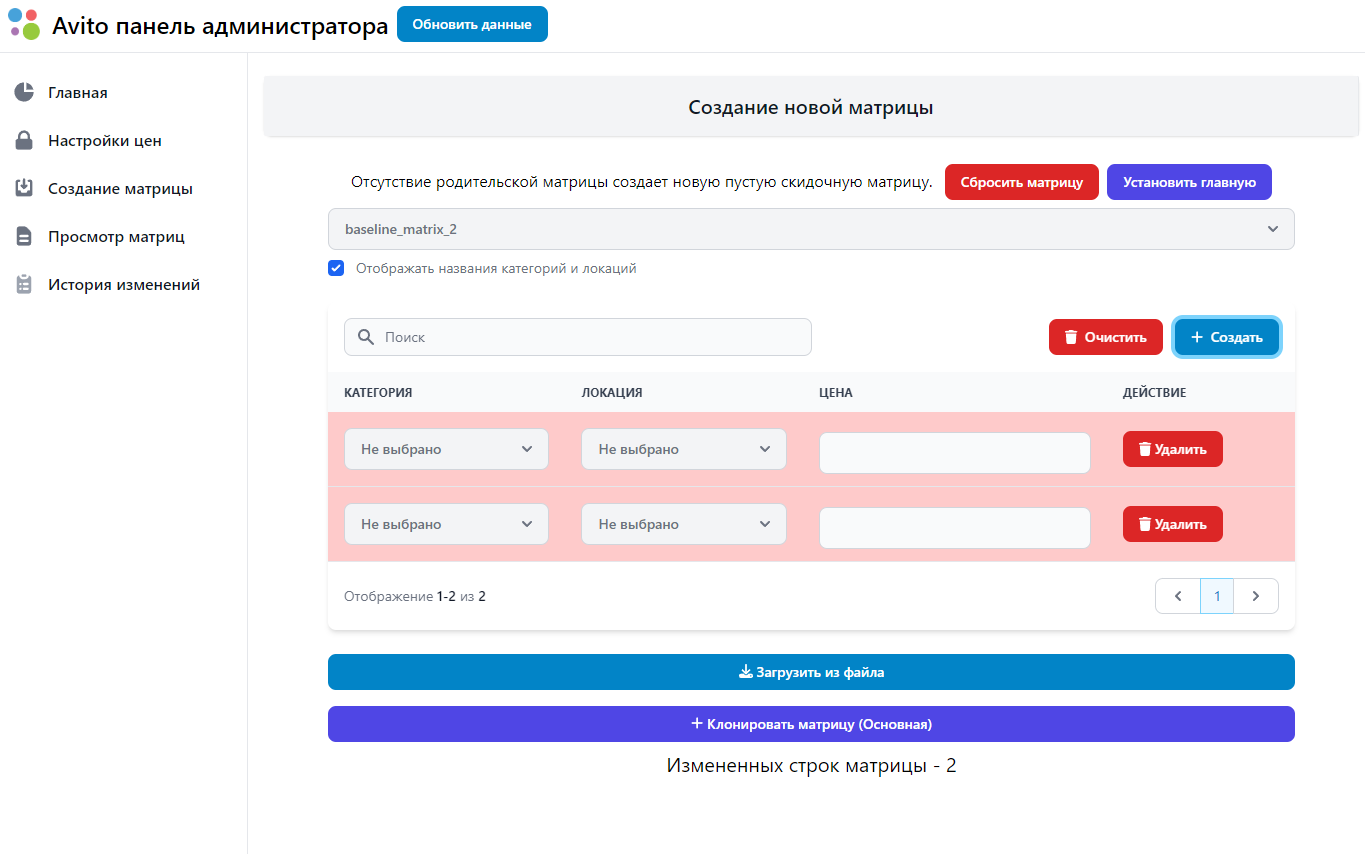 Avito панель администратора
Обновить данные
Главная
Настройки цен
Создание матрицы
Просмотр матриц
История изменений
Создание новой матрицы
Отсутствие родительской матрицы создает новую пустую скидочную матрицу.
Сбросить матрицу
Установить главную
baseline_matrix_2
Отображать названия категорий и локаций
Поиск
Очистить
Создать
КАТЕГОРИЯ ЛОКАЦИЯ ЦЕНА ДЕЙСТВИЕ
Не выбрано Не выбрано Удалить
Не выбрано Не выбрано Удалить
Отображение 1-2 из 2
1
Загрузить из файла
Клонировать матрицу (Основная)
Измененных строк матрицы - 2